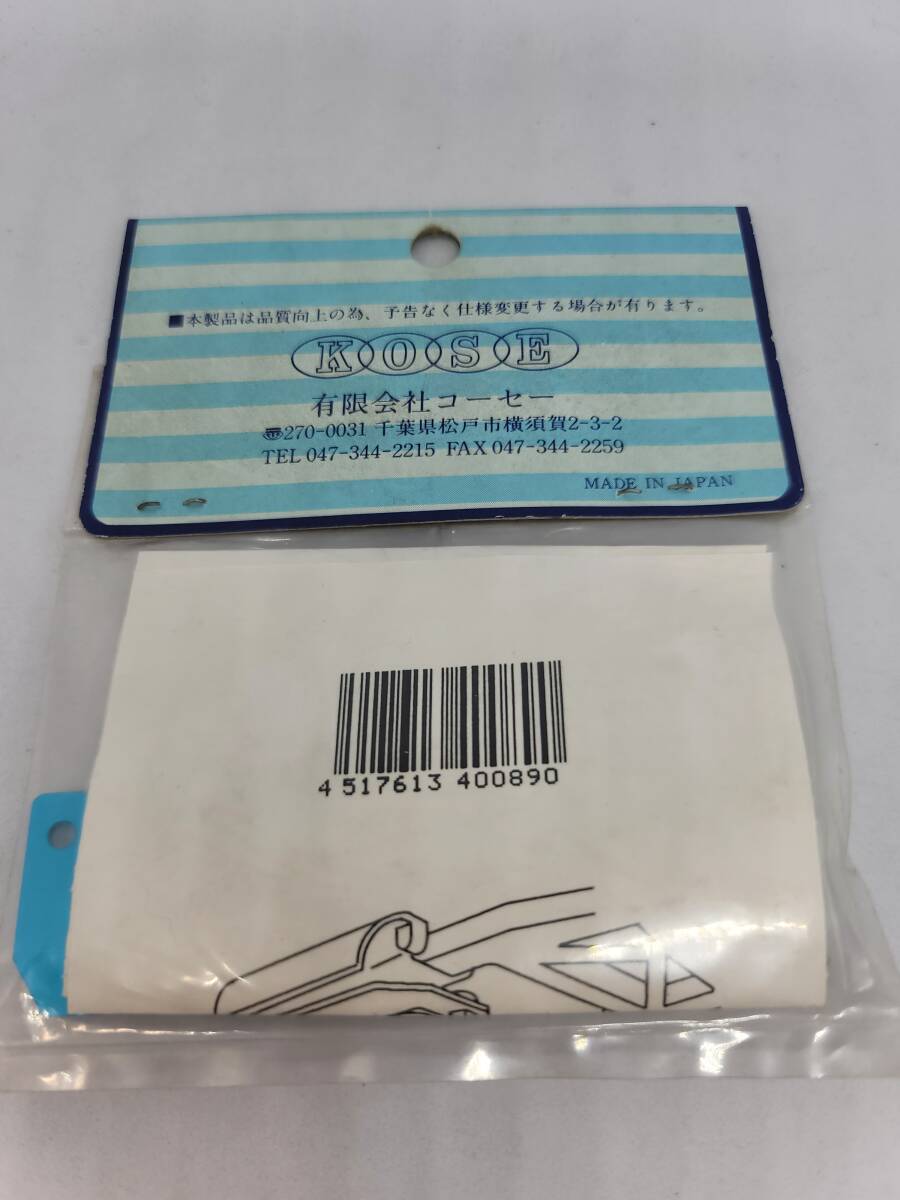 ■本製品は品質向上の為、予告なく仕様変更する場合が有ります。
KOSE
有限会社コーセー
☎270-0031 千葉県松戸市横須賀2-3-2
TEL 047-344-2215 FAX 047-344-2259
MADE IN JAPAN
4 517613 400890